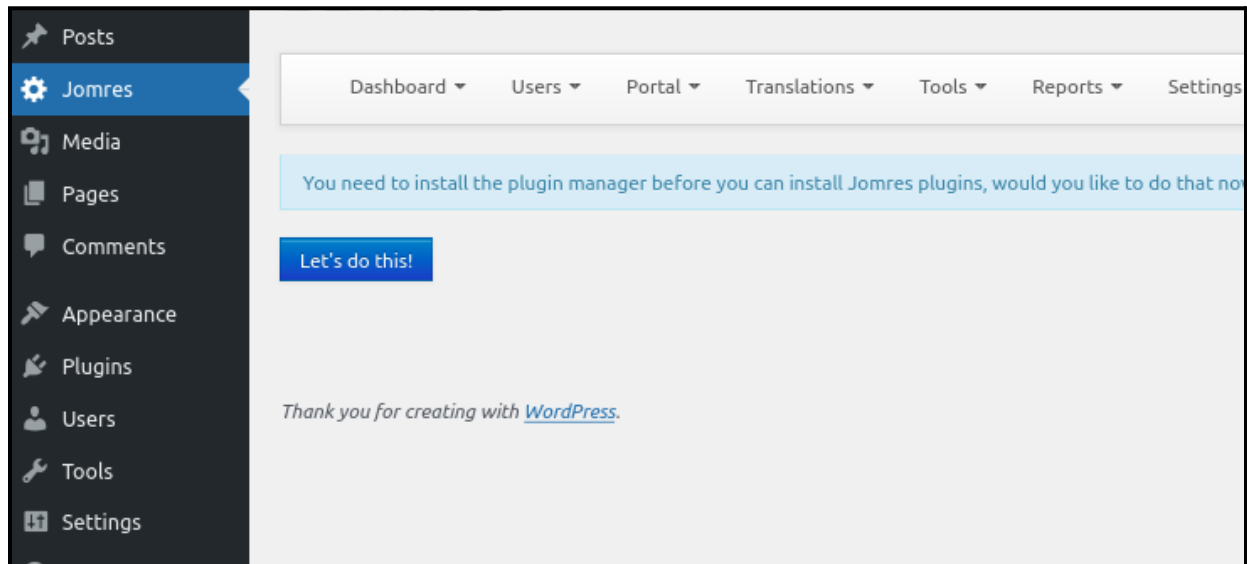 Posts
Jomres
Media
Pages
Comments
Appearance
Plugins
Users
Tools
Settings
Dashboard Users Portal Translations Tools Reports Settings
You need to install the plugin manager before you can install Jomres plugins, would you like to do that no
Let's do this!
Thank you for creating with WordPress.